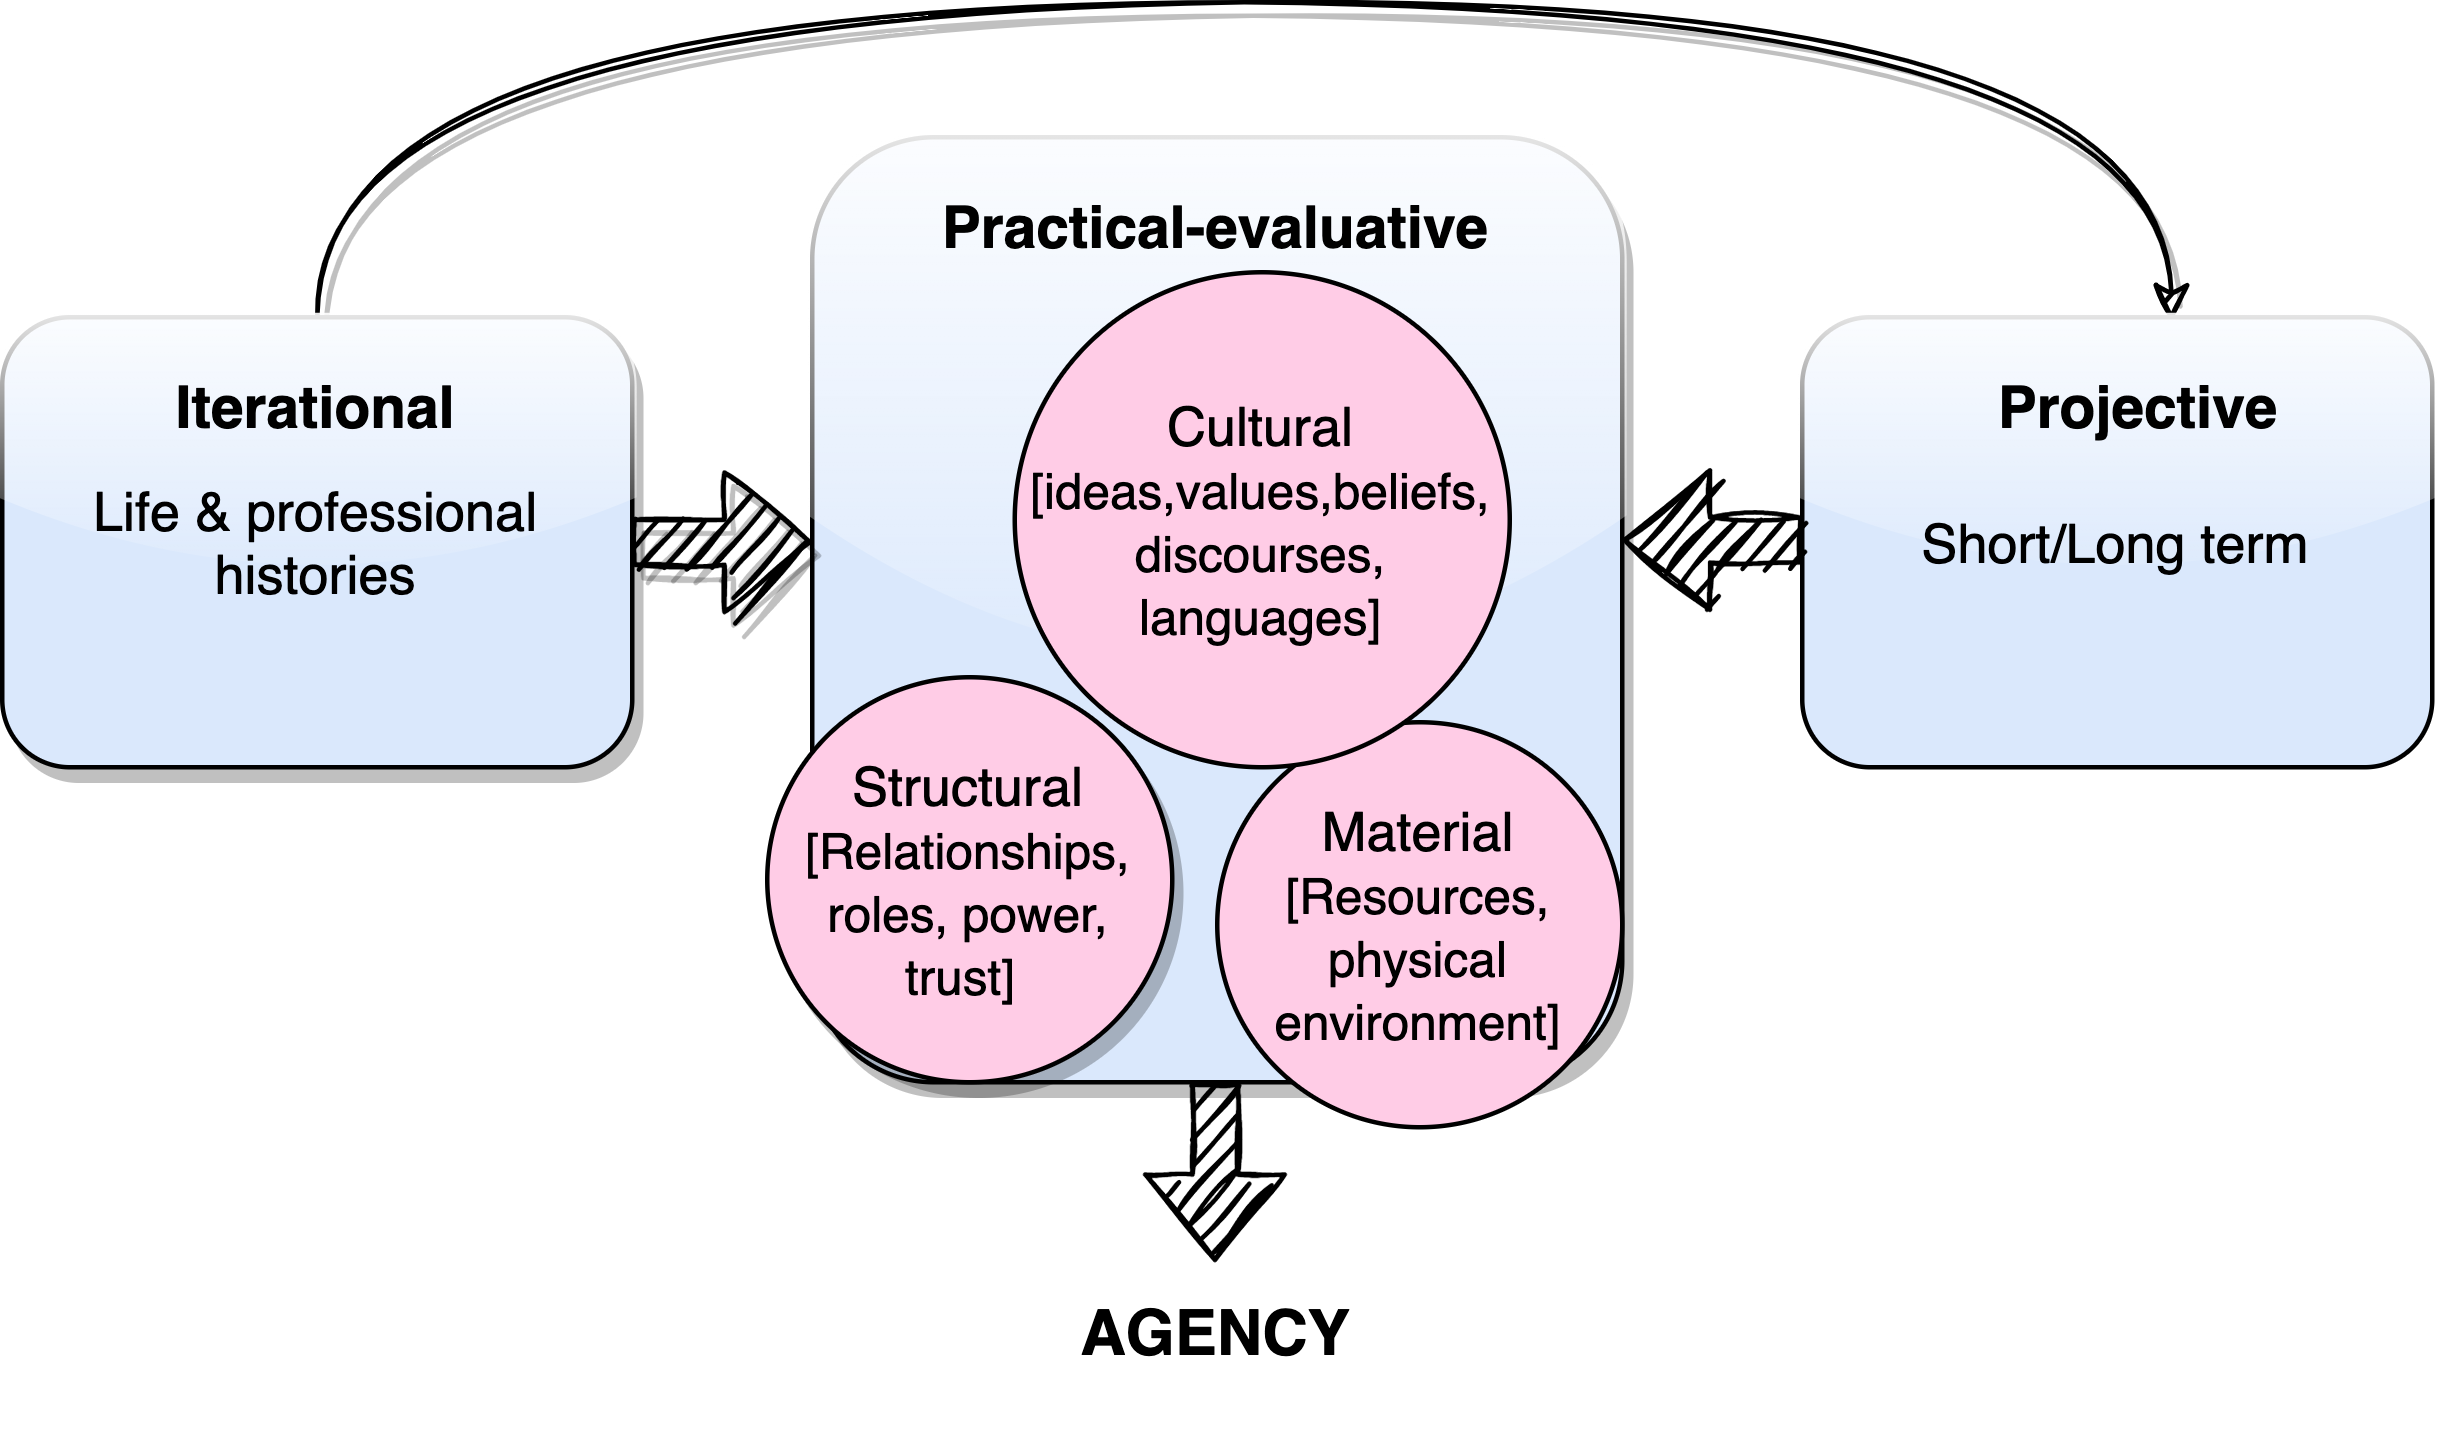 Practical-evaluative
Iterational
Life & professional
histories
Cultural
[ideas,values,beliefs,
discourses,
languages]
Projective
Short/Long term
Structural
[Relationships,
roles, power,
trust]
Material
[Resources,
physical
environment]
AGENCY